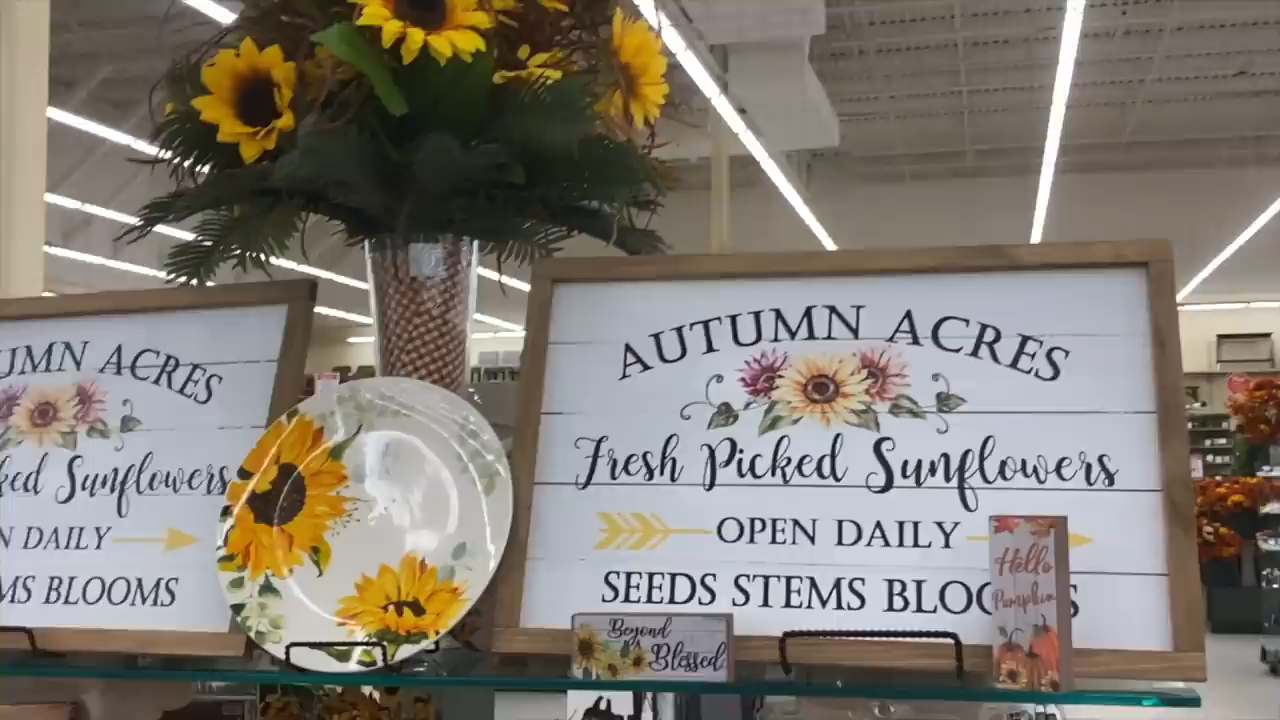 UMN ACRES
ked Sunflowers
N DAILY
MS BLOOMS
AUTUMN ACRES
Fresh Picked Sunflowers
OPEN DAILY
SEEDS STEMS BLOO S
Beyond
Blessed
Hello
Pumpkin